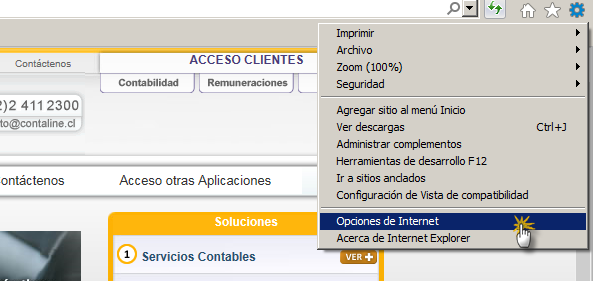 Imprimir
Archivo
Zoom (100%)
Seguridad
Agregar sitio al menú Inicio
Ver descargas Ctrl+J
Administrar complementos
Herramientas de desarrollo F12
Ir a sitios anclados
Configuración de Vista de compatibilidad
Opciones de Internet
Acerca de Internet Explorer
Contáctenos
ACCESO CLIENTES
Contabilidad
Remuneraciones
)2 411 2300
to@contaline.cl
ontáctenos
Acceso otras Aplicaciones
Soluciones
1 Servicios Contables
VER +